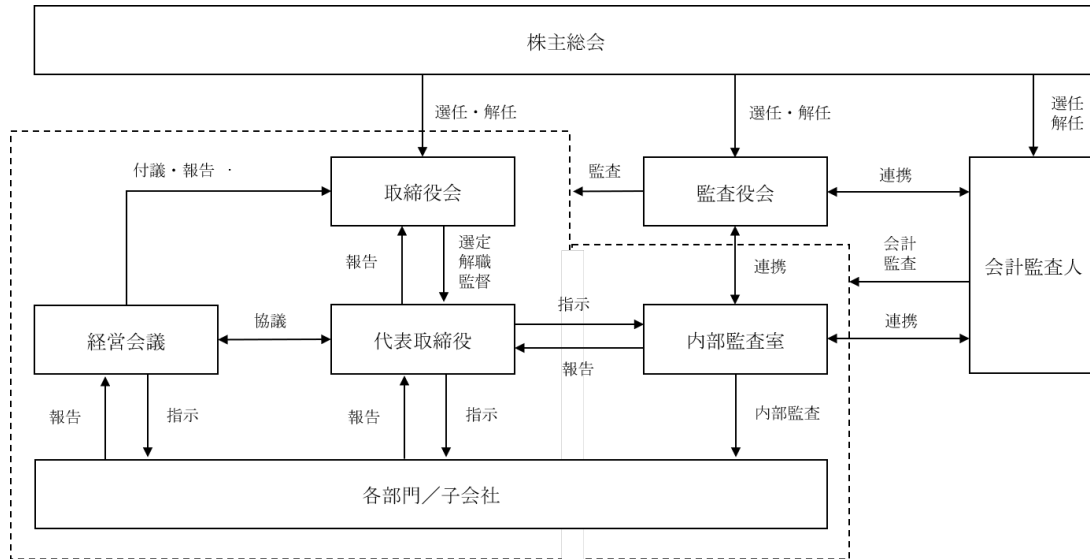 株主総会
選任・解任
選任・解任
選任
解任
付議・報告
取締役会
監査
監査役会
連携
報告
選定
解職
監督
連携
会計
監査
会計監査人
経営会議
協議
代表取締役
指示
報告
内部監査室
連携
報告
指示
報告
指示
内部監査
各部門／子会社